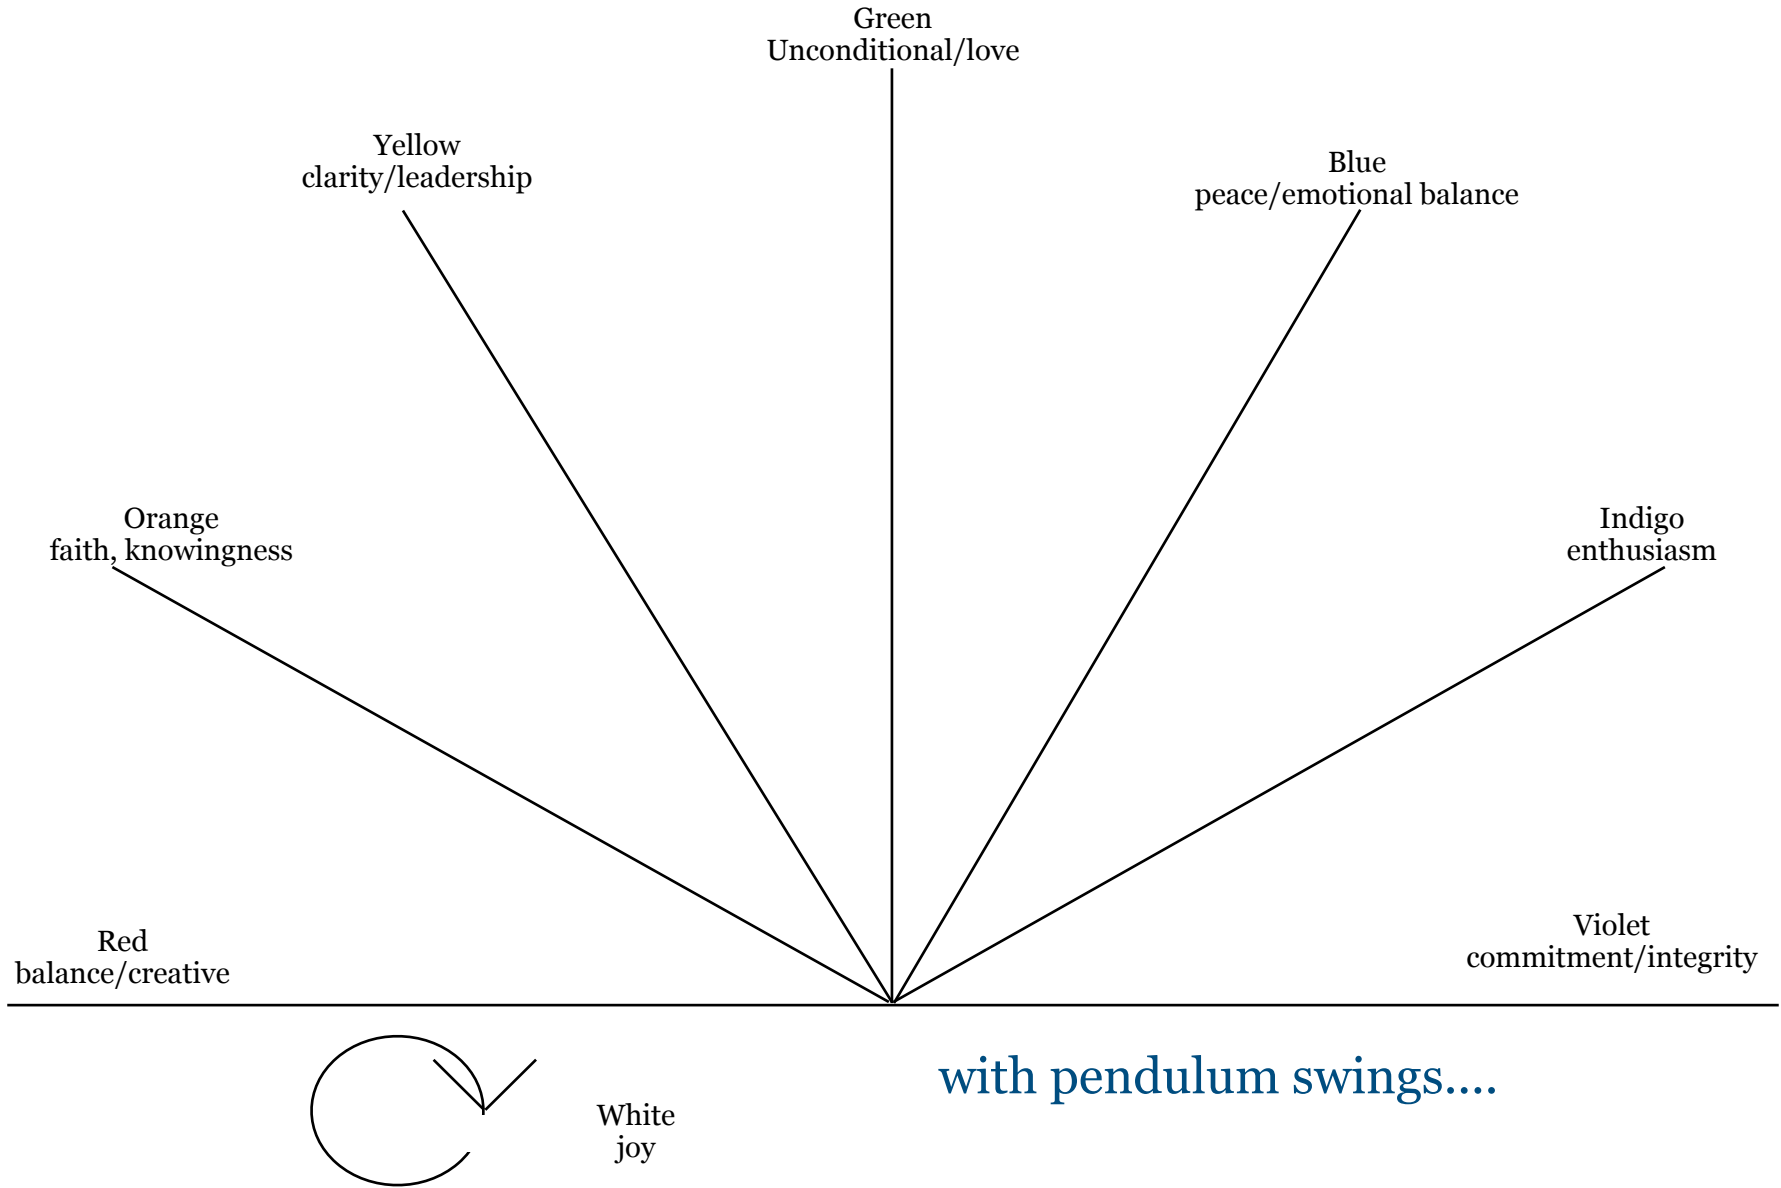 Green
Unconditional/love
Yellow
clarity/leadership
Blue
peace/emotional balance
Orange
faith, knowingness
Indigo
enthusiasm
Red
balance/creative
Violet
commitment/integrity
with pendulum swings....
White
joy